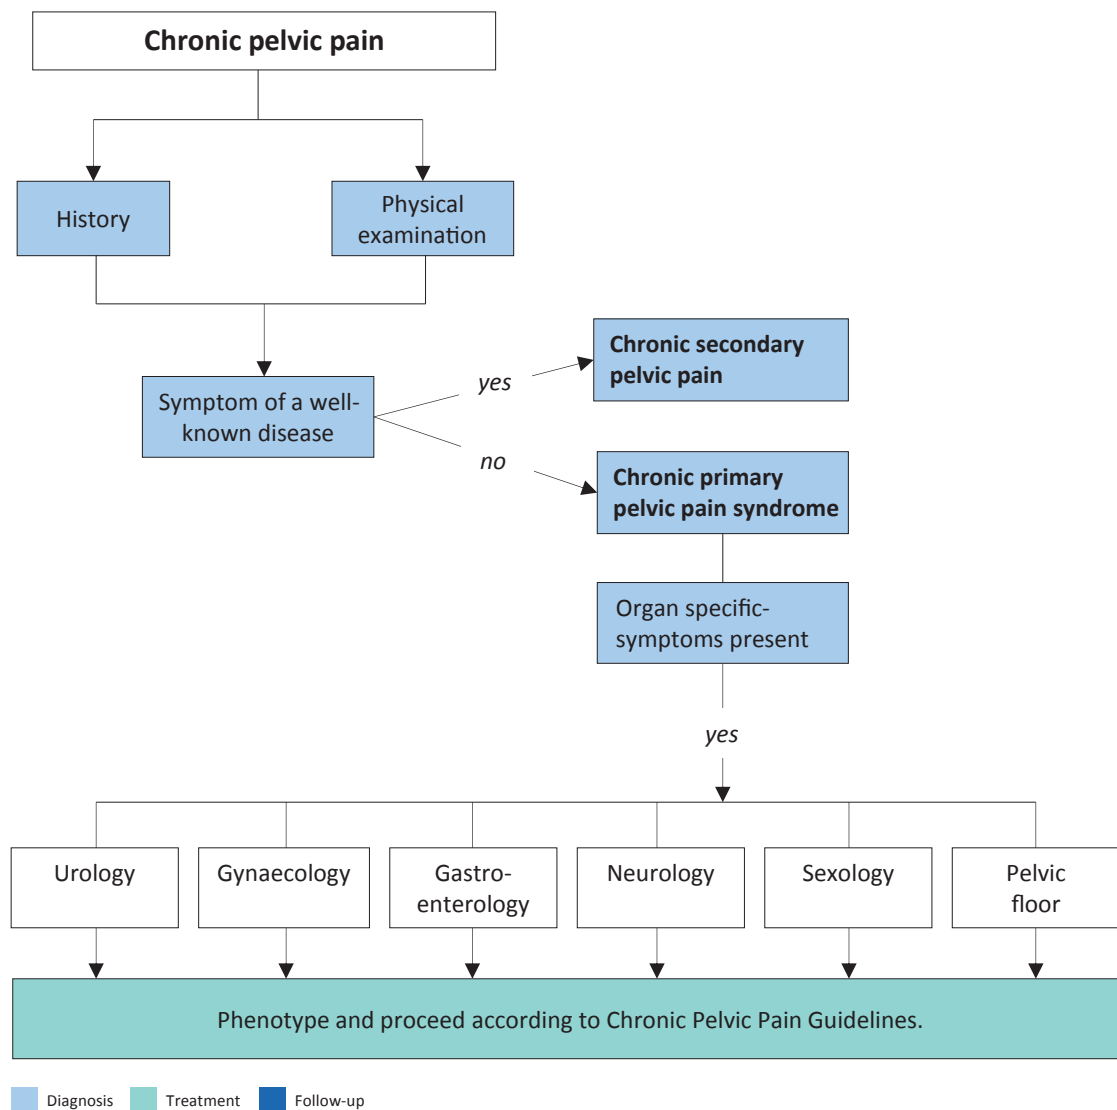 Chronic pelvic pain
History
Physical
examination
Symptom of a well-
known disease
yes
Chronic secondary
pelvic pain
no
Chronic primary
pelvic pain syndrome
Organ specific-
symptoms present
yes
Urology
Gynaecology
Gastro-
enterology
Neurology
Sexology
Pelvic
floor
Phenotype and proceed according to Chronic Pelvic Pain Guidelines.
Diagnosis
Treatment
Follow-up